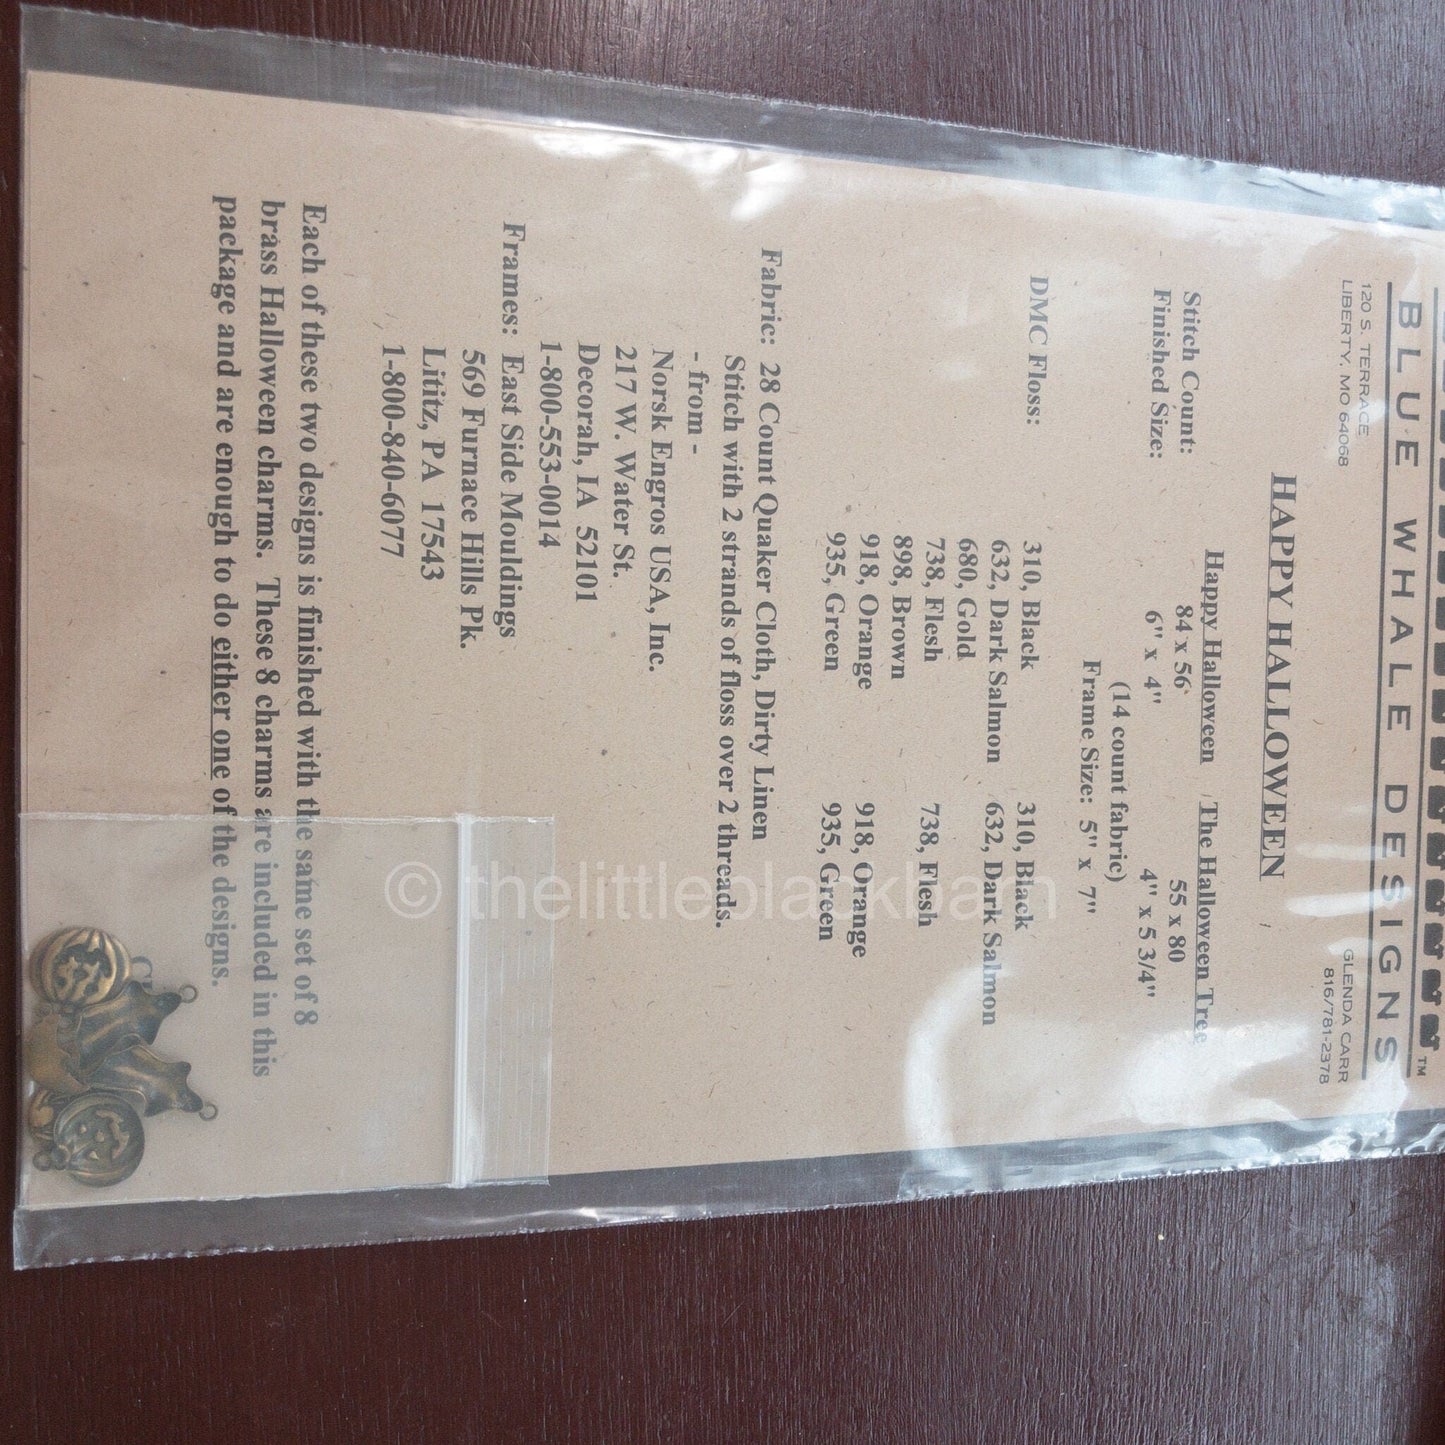 BLUE WHALE DESIGNS™
120 S. TERRACE GLENDA CARR
LIBERTY, MO 64068 816/781-2378
HAPPY HALLOWEEN
Happy Halloween The Halloween Tree
Stitch Count: 84 x 56 55 x 80
Finished Size: 6" x 4" 4" x 5 3/4"
(14 count fabric)
Frame Size: 5" x 7"
DMC Floss: 310, Black 310, Black
632, Dark Salmon 632, Dark Salmon
680, Gold
738, Flesh 738, Flesh
898, Brown
918, Orange 918, Orange
935, Green 935, Green
Fabric: 28 Count Quaker Cloth, Dirty Linen
Stitch with 2 strands of floss over 2 threads.
- from -
Norsk Engros USA, Inc.
217 W. Water St.
Decorah, IA 52101
1-800-553-0014
Frames: East Side Mouldings
569 Furnace Hills Pk.
Lititz, PA 17543
1-800-840-6077
Each of these two designs is finished with the same set of 8
brass Halloween charms. These 8 charms are included in this
package and are enough to do either one of the designs.
© thelittleblackbarn